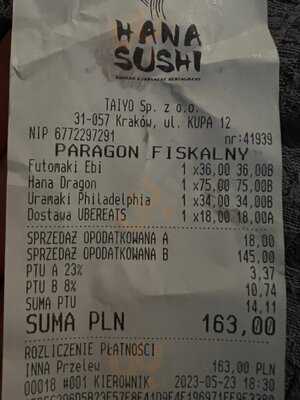 HANA
SUSHI
TAIYO Sp. z o.o.
31-057 Kraków, ul. KUPA 12
NIP 6772297291 nr:41939
PARAGON FISKALNY
Futomaki Ebi 1 x36,00 36,00B
Hana Dragon 1 x75,00 75,00B
Uramaki Philadelphia 1 x34,00 34,00B
Dostawa UBEREATS 1 x18,00 18,00A
SPRZEDAŻ OPODATKOWANA A 18,00
SPRZEDAŻ OPODATKOWANA B 145,00
PTU A 23% 3,37
PTU B 8% 10,74
SUMA PTU 14,11
SUMA PLN 163,00
ROZLICZENIE PŁATNOŚCI
INNA Przelew 163,00 PLN
00018 #001 KIEROWNIK 2023-05-23 18:30